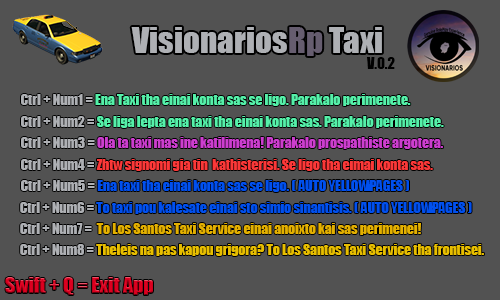 VisionariosRp Taxi
V.0.2
VISIONARIOS
Ctrl + Num1 = Ena Taxi tha einai konta sas se ligo. Parakalo perimenete.
Ctrl + Num2 = Se liga lepta ena taxi tha einai konta sas. Parakalo perimenete.
Ctrl + Num3 = Ola ta taxi mas ine katilimena! Parakalo prospathiste argotera.
Ctrl + Num4 = Zhtw signomi gia tin kathisterisi. Se ligo tha eimai konta sas.
Ctrl + Num5 = Ena taxi tha einai konta sas se ligo. ( AUTO YELLOWPAGES )
Ctrl + Num6 = To taxi pou kalesate einai sto simio sinantisis. ( AUTO YELLOWPAGES )
Ctrl + Num7 = To Los Santos Taxi Service einai anoixto kai sas perimenei!
Ctrl + Num8 = Theleis na pas kapou grigora? To Los Santos Taxi Service tha frontisei.
Swift + Q = Exit App